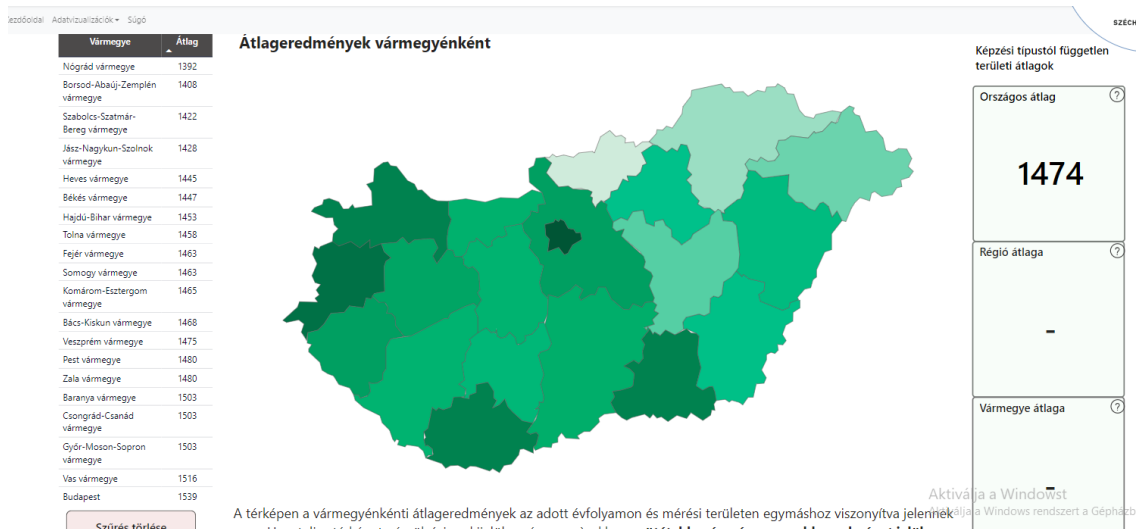 Kezdőoldal Adatvizualizációk Súgó
SZÉCH
Vármegye Átlag
Nógrád vármegye 1392
Borsod-Abaúj-Zemplén
vármegye 1408
Szabolcs-Szatmár-
Bereg vármegye 1422
Jász-Nagykun-Szolnok
vármegye 1428
Heves vármegye 1445
Békés vármegye 1447
Hajdú-Bihar vármegye 1453
Tolna vármegye 1458
Fejér vármegye 1463
Somogy vármegye 1463
Komárom-Esztergom
vármegye 1465
Bács-Kiskun vármegye 1468
Veszprém vármegye 1475
Pest vármegye 1480
Zala vármegye 1480
Baranya vármegye 1503
Csongrád-Csanád
vármegye 1503
Győr-Moson-Sopron
vármegye 1503
Vas vármegye 1516
Budapest 1539
Szűrés törlése
Átlageredmények vármegyénként
A térképen a vármegyénkénti átlageredmények az adott évfolyamon és mérési területen egymáshoz viszonyítva jelennek
Képzési típustól független
területi átlagok
Országos átlag ?
1474
Régió átlaga ?
-
Vármegye átlaga ?
-
Aktiválja a Windowst
Aktiválja a Windows rendszert a Gépházb